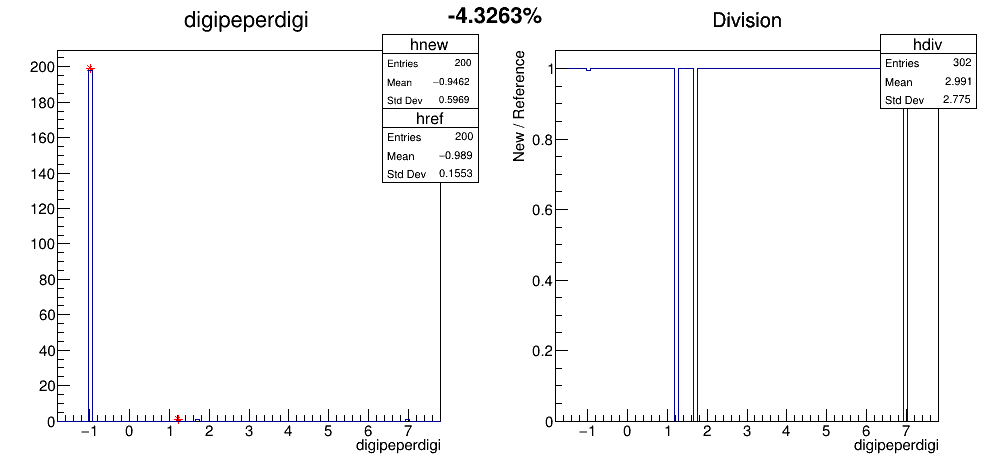 -4.3263%
digipeperdigi
hnew
Entries 200
Mean −0.9462
Std Dev 0.5969
href
Entries 200
Mean −0.989
Std Dev 0.1553
200
180
160
140
120
100
80
60
40
20
0
−1 0 1 2 3 4 5 6 7
digipeperdigi
Division
hdiv
Entries 302
Mean 2.991
Std Dev 2.775
New / Reference
1
0.8
0.6
0.4
0.2
0
−1 0 1 2 3 4 5 6 7
digipeperdigi